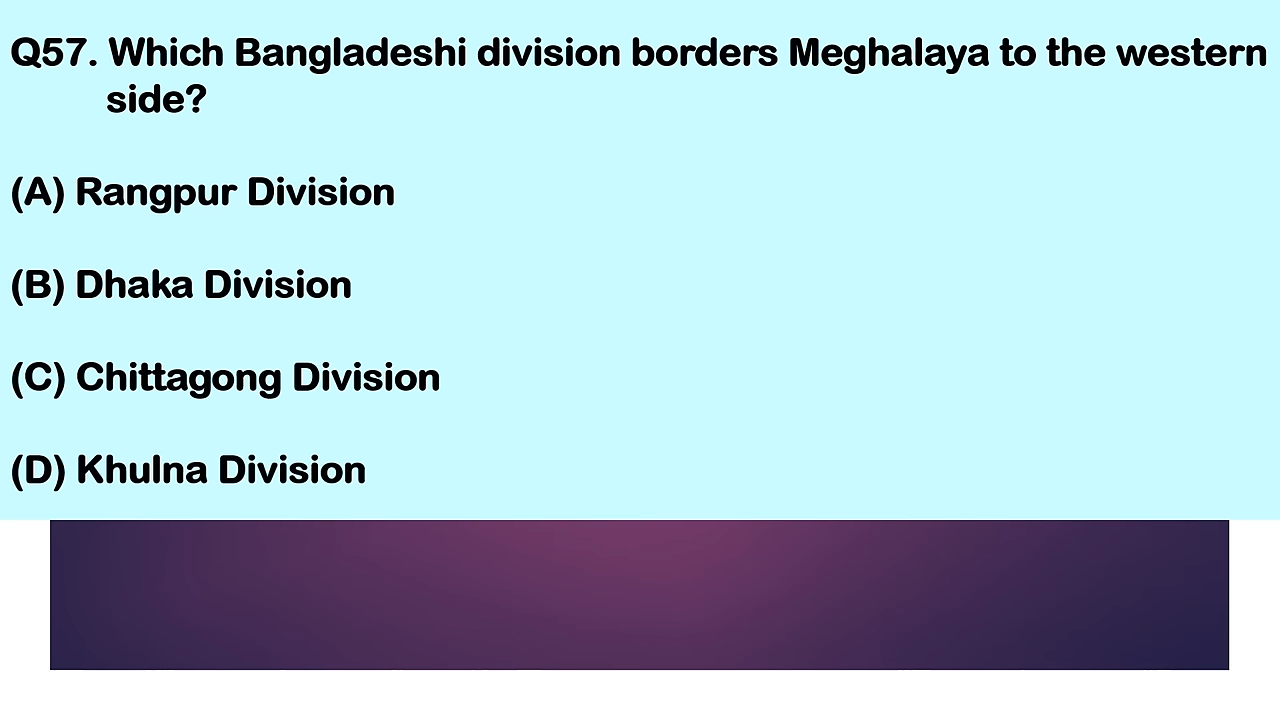 Q57. Which Bangladeshi division borders Meghalaya to the western
side?
(A) Rangpur Division
(B) Dhaka Division
(C) Chittagong Division
(D) Khulna Division